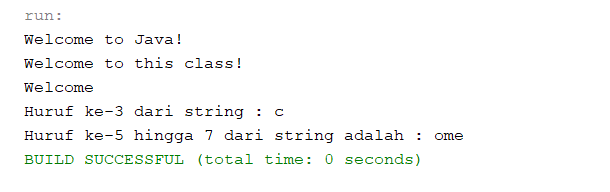 run:
Welcome to Java!
Welcome to this class!
Welcome
Huruf ke-3 dari string : c
Huruf ke-5 hingga 7 dari string adalah : ome
BUILD SUCCESSFUL (total time: 0 seconds)